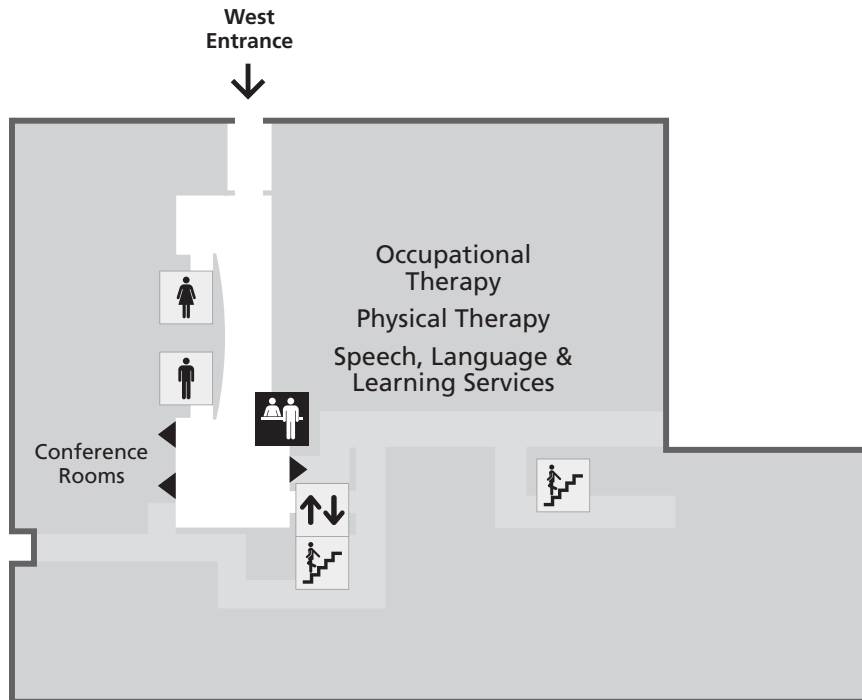 West
Entrance
Occupational
Therapy
Physical Therapy
Speech, Language &
Learning Services
Conference
Rooms